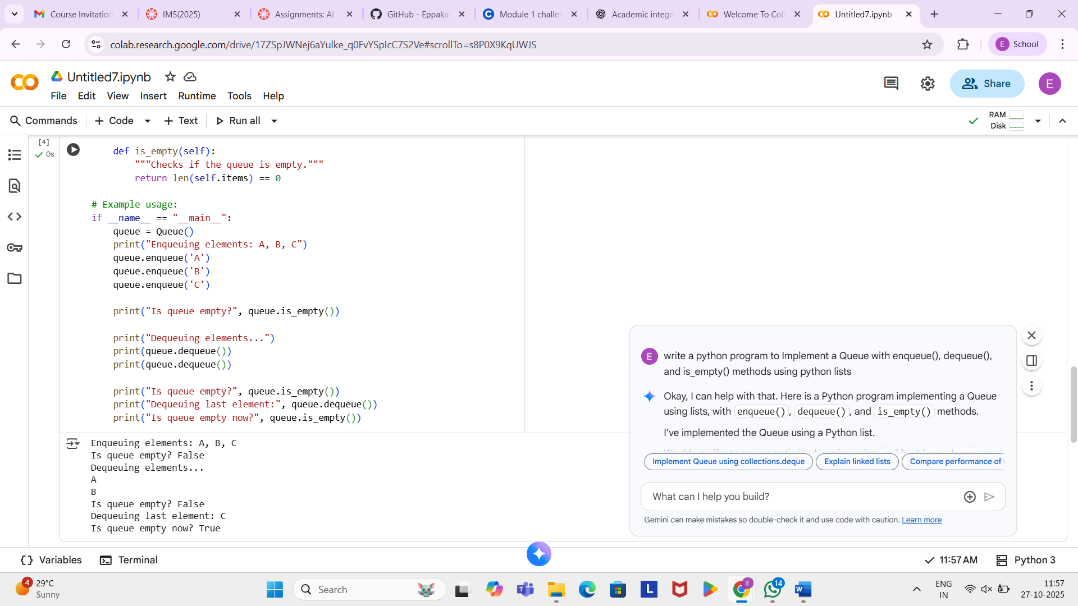 Course Invitation
IMS(2025)
Assignments: AI
GitHub - Eppaka
Module 1 challen
Academic integri
Welcome To Col
Untitled7.ipynb
colab.research.google.com/drive/17ZSpJWNej6aYulke_q0FvYSpIcC7S2Ve#scrollTo=s8P0X9KqUWJS
E School
Untitled7.ipynb
Share
E
File Edit View Insert Runtime Tools Help
Commands + Code + Text Run all
RAM
Disk
[4]
0s
def is_empty(self):
"""Checks if the queue is empty."""
return len(self.items) == 0
# Example usage:
if __name__ == "__main__":
queue = Queue()
print("Enqueuing elements: A, B, C")
queue.enqueue('A')
queue.enqueue('B')
queue.enqueue('C')
print("Is queue empty?", queue.is_empty())
print("Dequeuing elements...")
print(queue.dequeue())
print(queue.dequeue())
print("Is queue empty?", queue.is_empty())
print("Dequeuing last element:", queue.dequeue())
print("Is queue empty now?", queue.is_empty())
Enqueuing elements: A, B, C
Is queue empty? False
Dequeuing elements...
A
B
Is queue empty? False
Dequeuing last element: C
Is queue empty now? True
E write a python program to Implement a Queue with enqueue(), dequeue(),
and is_empty() methods using python lists
Okay, I can help with that. Here is a Python program implementing a Queue
using lists, with enqueue(), dequeue(), and is_empty() methods.
I've implemented the Queue using a Python list.
Implement Queue using collections.deque Explain linked lists Compare performance of
What can I help you build?
Gemini can make mistakes so double-check it and use code with caution. Learn more
Variables Terminal
11:57 AM Python 3
4
29°C
Sunny
Search
L
E
14
W
ENG
IN
11:57
27-10-2025